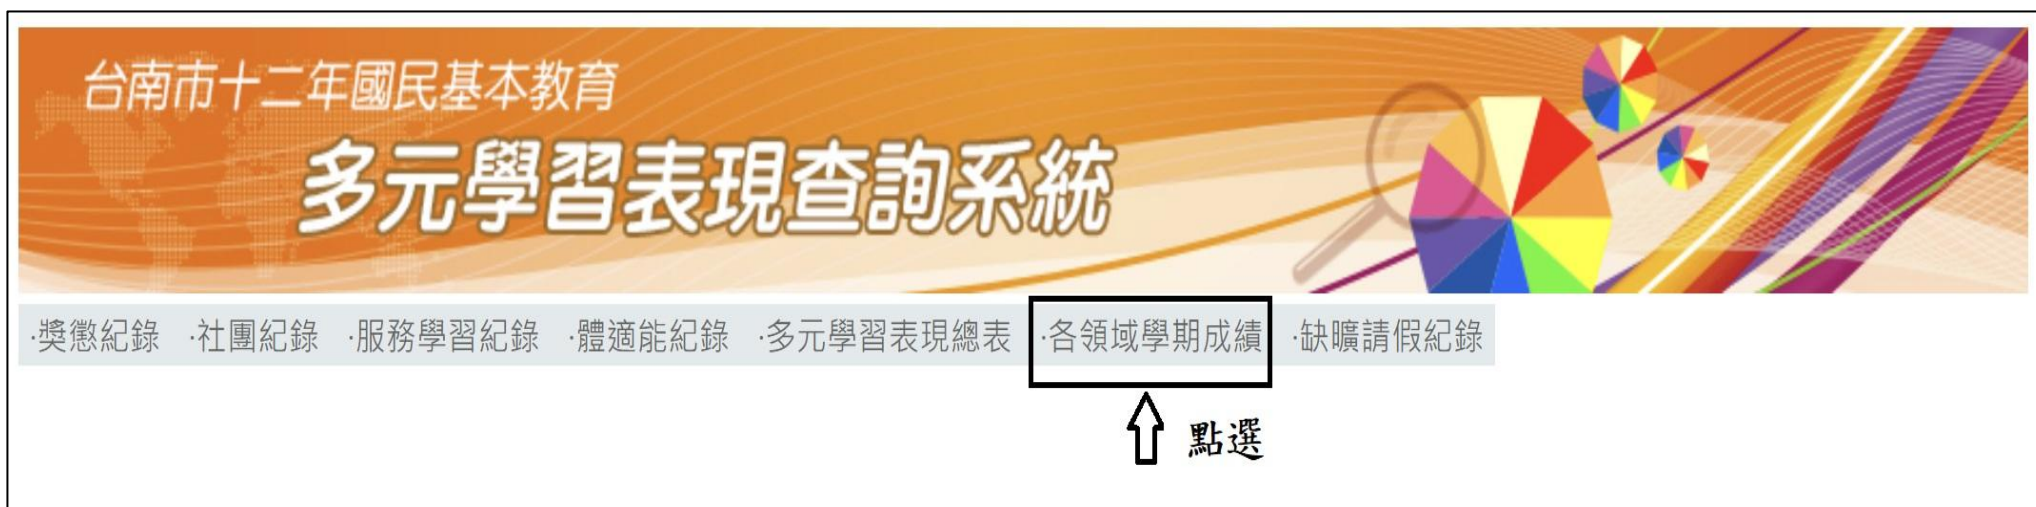 台南市十二年國民基本教育
多元學習表現查詢系統
·獎懲紀錄 ·社團紀錄 ·服務學習紀錄 ·體適能紀錄 ·多元學習表現總表 ·各領域學期成績 ·缺曠請假紀錄
點選